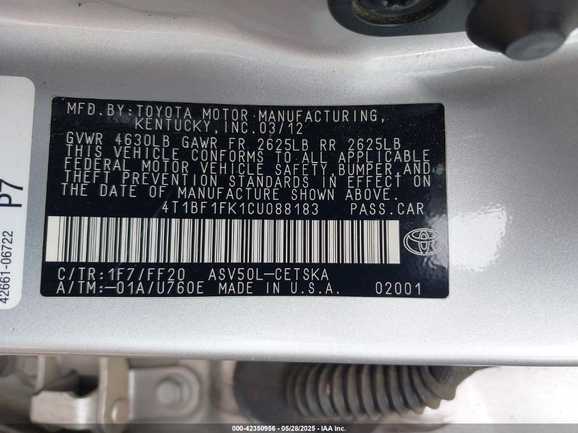 MFD.BY:TOYOTA MOTOR MANUFACTURING,
KENTUCKY,INC. 03/12
GVWR 4630LB GAWR FR 2625LB RR 2625LB
THIS VEHICLE CONFORMS TO ALL APPLICABLE
FEDERAL MOTOR VEHICLE SAFETY,BUMPER,AND
THEFT PREVENTION STANDARDS IN EFFECT ON
THE DATE OF MANUFACTURE SHOWN ABOVE.
4T1BF1FK1CU088183 PASS.CAR
C/TR:1F7/FF20 ASV50L-CETSKA
A/TM:-01A/U760E MADE IN U.S.A. 02001
P7
42661-06722
000-42350956 - 05/28/2025 - IAA Inc.